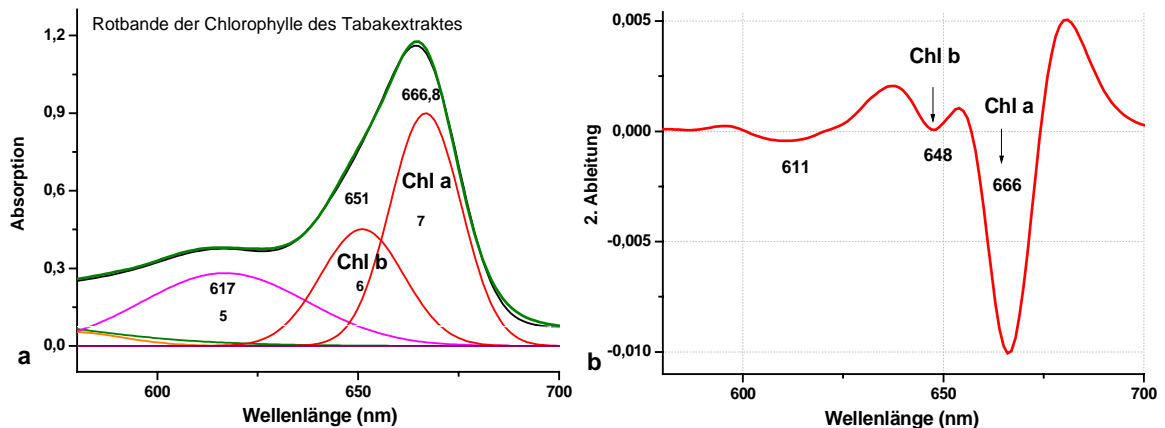 Rotbande der Chlorophylle des Tabakextraktes
Absorption
1,2
0,9
0,6
0,3
0,0
666,8
Chl a
7
651
Chl b
6
617
5
a
600
650
700
Wellenlänge (nm)
2. Ableitung
0,005
0,000
-0,005
-0,010
Chl b
Chl a
611
648
666
b
600
650
700
Wellenlänge (nm)